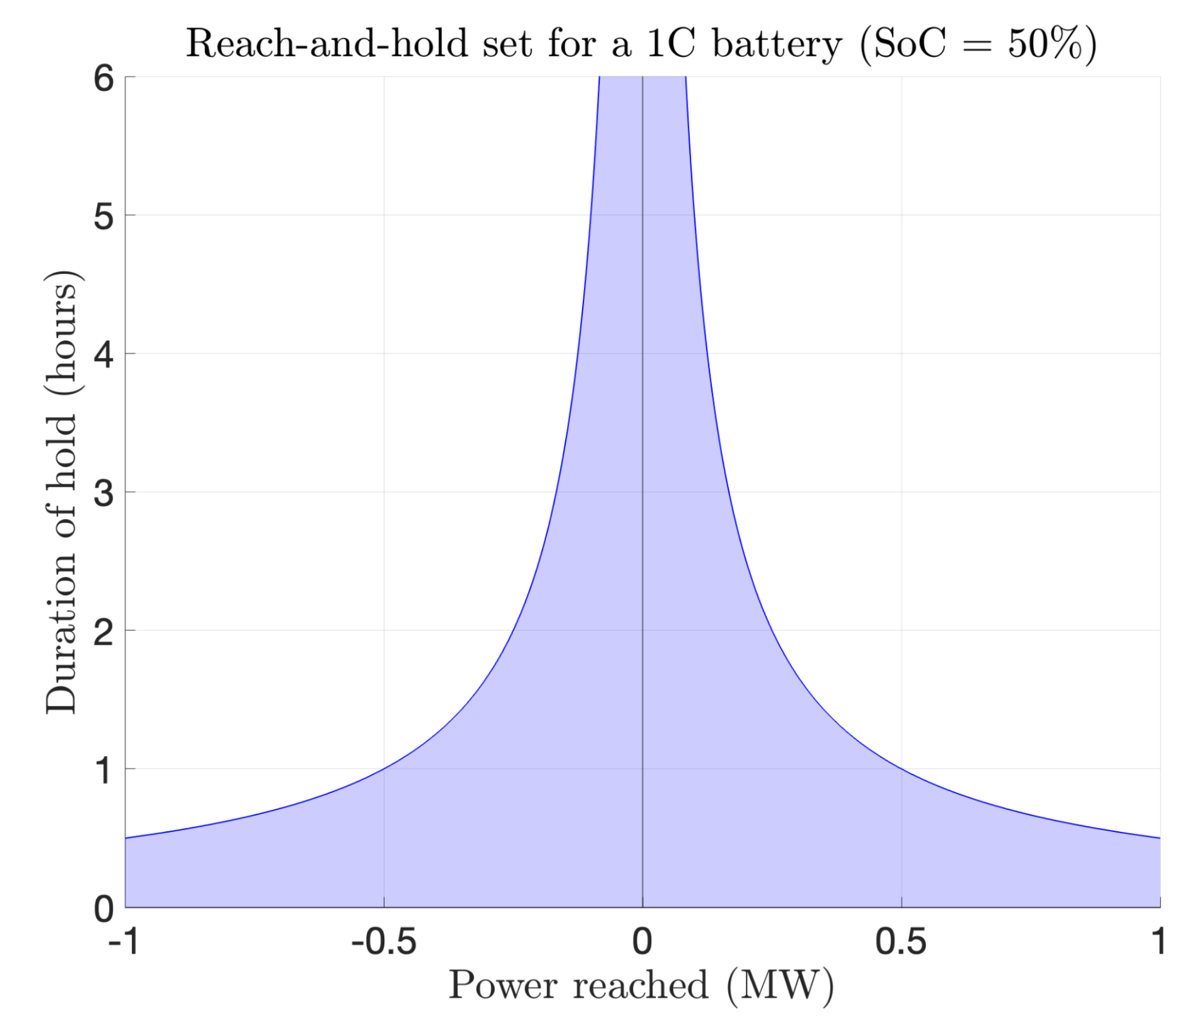 Reach-and-hold set for a 1C battery (SoC = 50%)
6
5
4
3
2
1
0
Duration of hold (hours)
-1 -0.5 0 0.5 1
Power reached (MW)